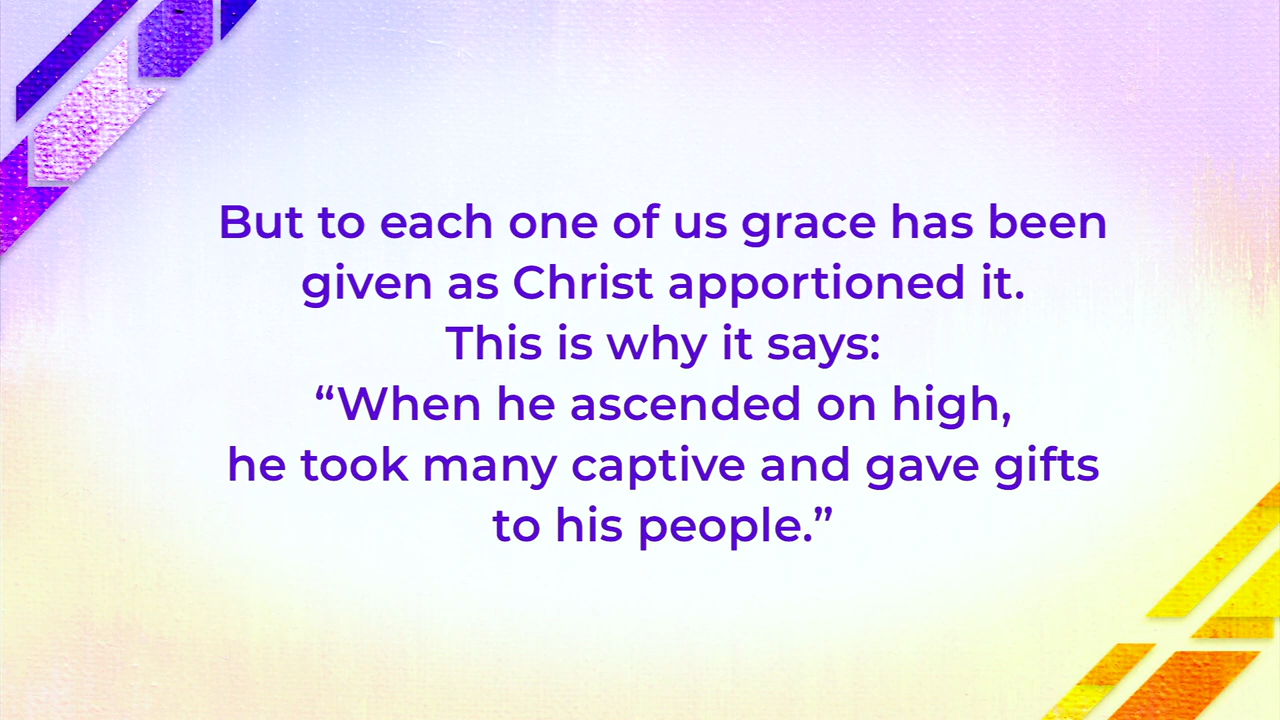 But to each one of us grace has been
given as Christ apportioned it.
This is why it says:
“When he ascended on high,
he took many captive and gave gifts
to his people.”